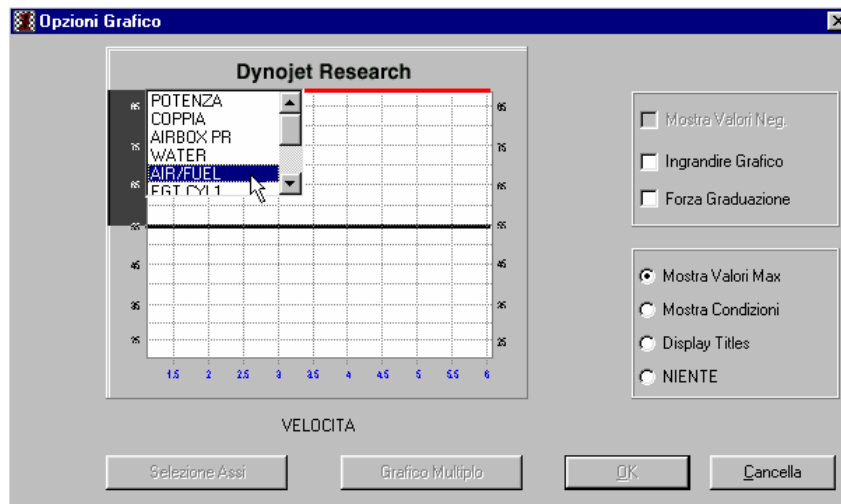 Opzioni Grafico
Dynojet Research
POTENZA
COPPIA
AIRBOX PR
WATER
AIR/FUEL
EGT CYL1
75
65
55
45
35
25
75
65
55
45
35
25
1.5 2 2.5 3 3.5 4 4.5 5 5.5 6
VELOCITA
Mostra Valori Neg.
Ingrandire Grafico
Forza Graduazione
Mostra Valori Max
Mostra Condizioni
Display Titles
NIENTE
Selezione Assi
Grafico Multiplo
OK
Cancella